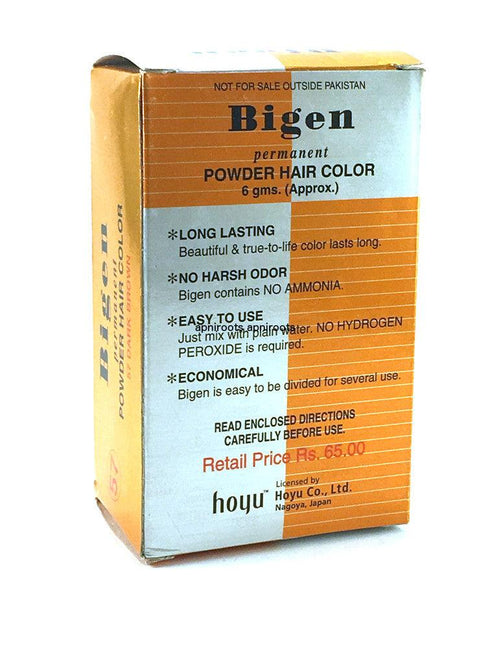 NOT FOR SALE OUTSIDE PAKISTAN
Bigen
permanent
POWDER HAIR COLOR
6 gms. (Approx.)
*LONG LASTING
Beautiful & true-to-life color lasts long.
*NO HARSH ODOR
Bigen contains NO AMMONIA.
*EASY TO USE
apniroots apniroots
Just mix with plain water. NO HYDROGEN
PEROXIDE is required.
*ECONOMICAL
Bigen is easy to be divided for several use.
READ ENCLOSED DIRECTIONS
CAREFULLY BEFORE USE.
Retail Price Rs. 65.00
hoyu™
Licensed by
Hoyu Co., Ltd.
Nagoya, Japan
Bigen
permanent
POWDER HAIR COLOR
57 DARK BROWN
57